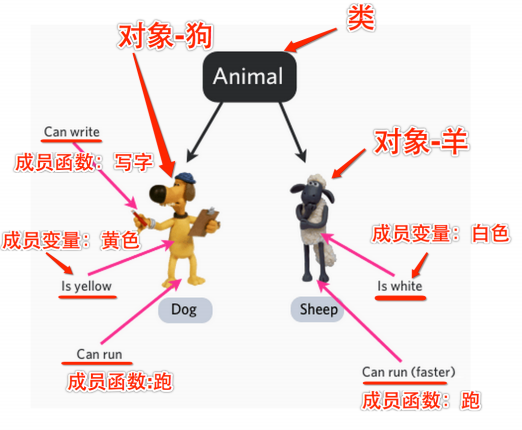 对象-狗
类
Animal
Can write
成员函数：写字
对象-羊
成员变量：黄色
成员变量：白色
Is yellow
Is white
Dog
Sheep
Can run
成员函数:跑
Can run (faster)
成员函数：跑